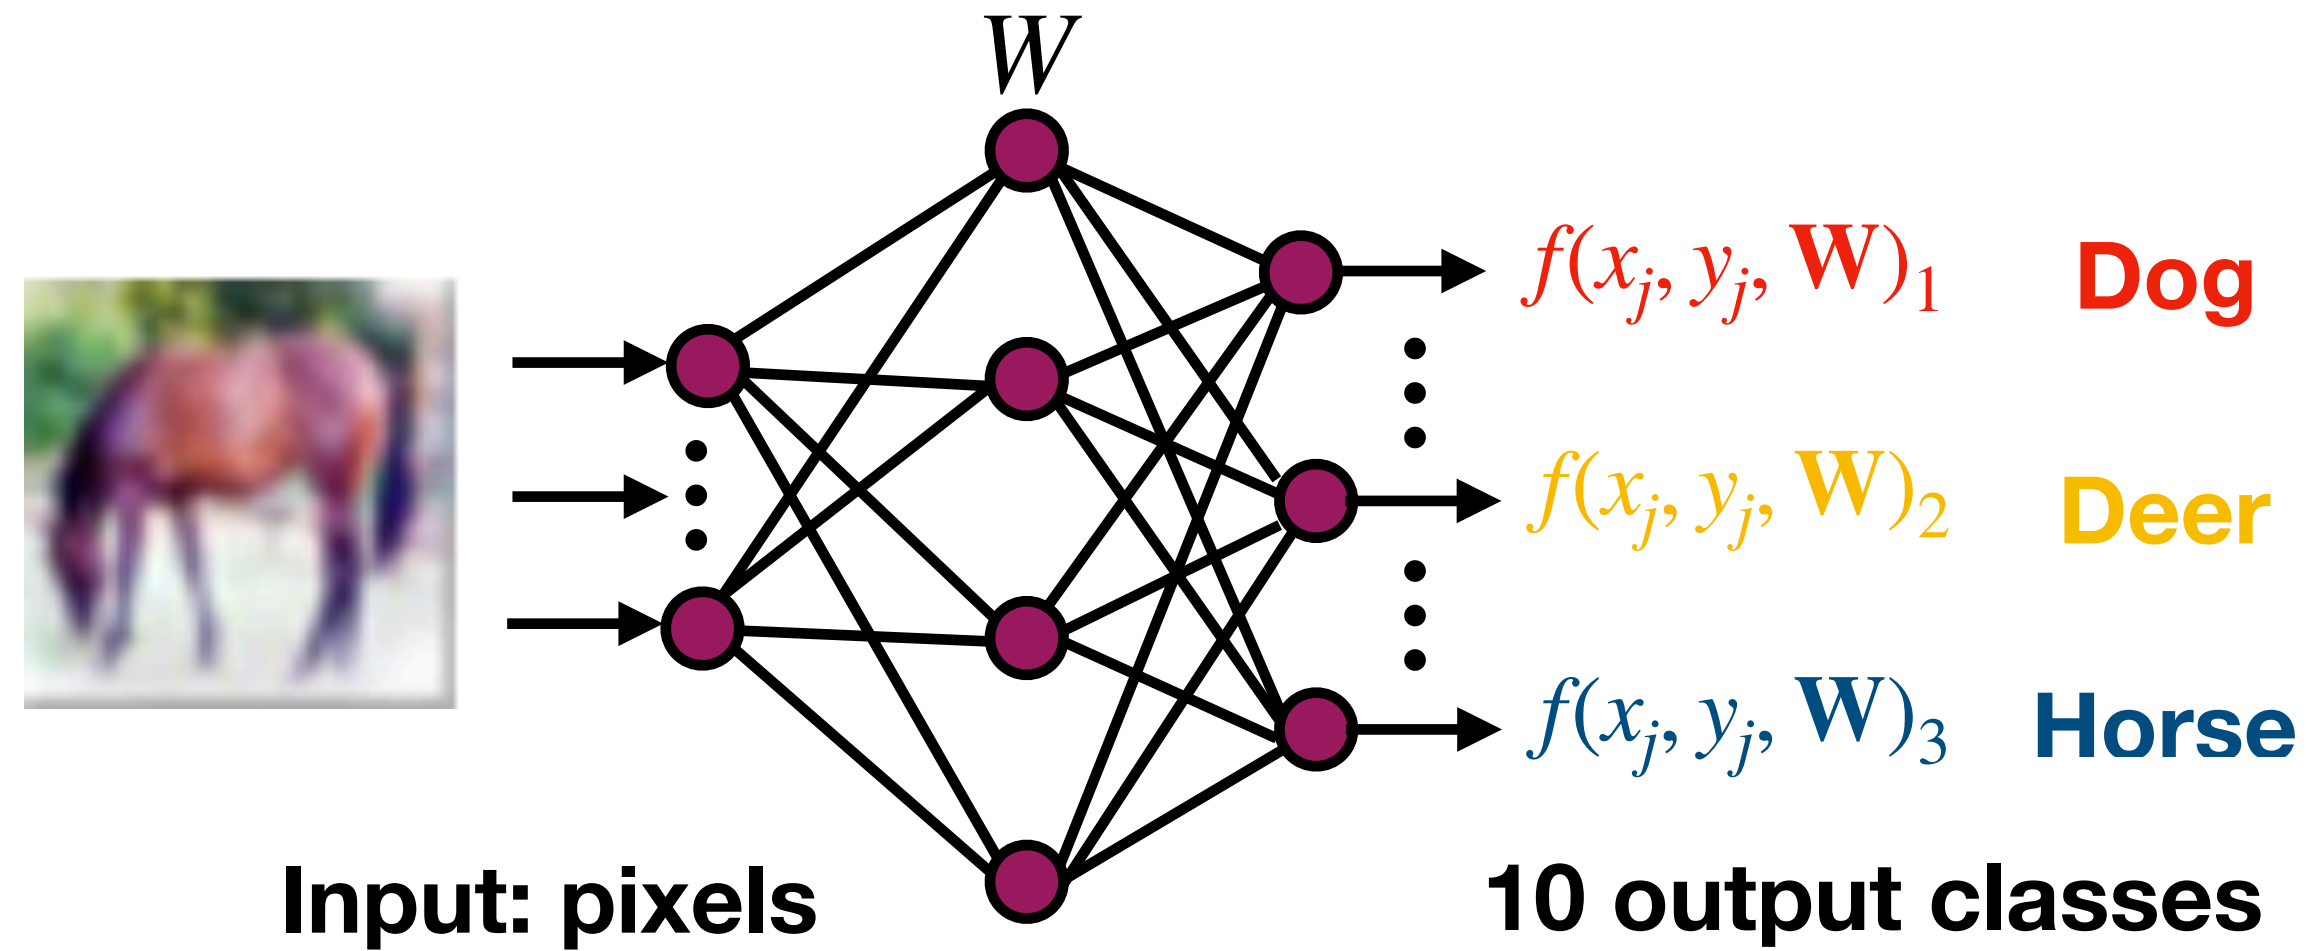 W
f(x_j, y_j, W)_1 Dog
f(x_j, y_j, W)_2 Deer
f(x_j, y_j, W)_3 Horse
Input: pixels
10 output classes